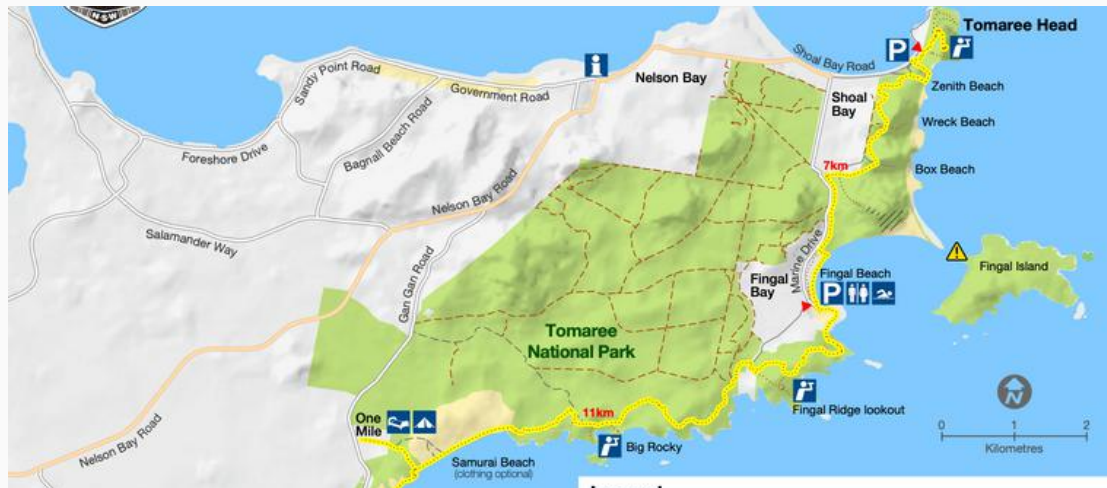 NSW
Tomaree Head
Shoal Bay Road
Zenith Beach
Sandy Point Road
Nelson Bay
Government Road
Shoal
Bay
Wreck Beach
Bagnall Beach Road
Foreshore Drive
7km
Box Beach
Nelson Bay Road
Salamander Way
Gan Gan Road
Marine Drive
Fingal
Bay
Fingal Beach
P
P
i
Fingal Island
Tomaree
National Park
N
11km
Fingal Ridge lookout
One
Mile
0 1 2
Kilometres
Nelson Bay Road
Big Rocky
Samurai Beach
(clothing optional)